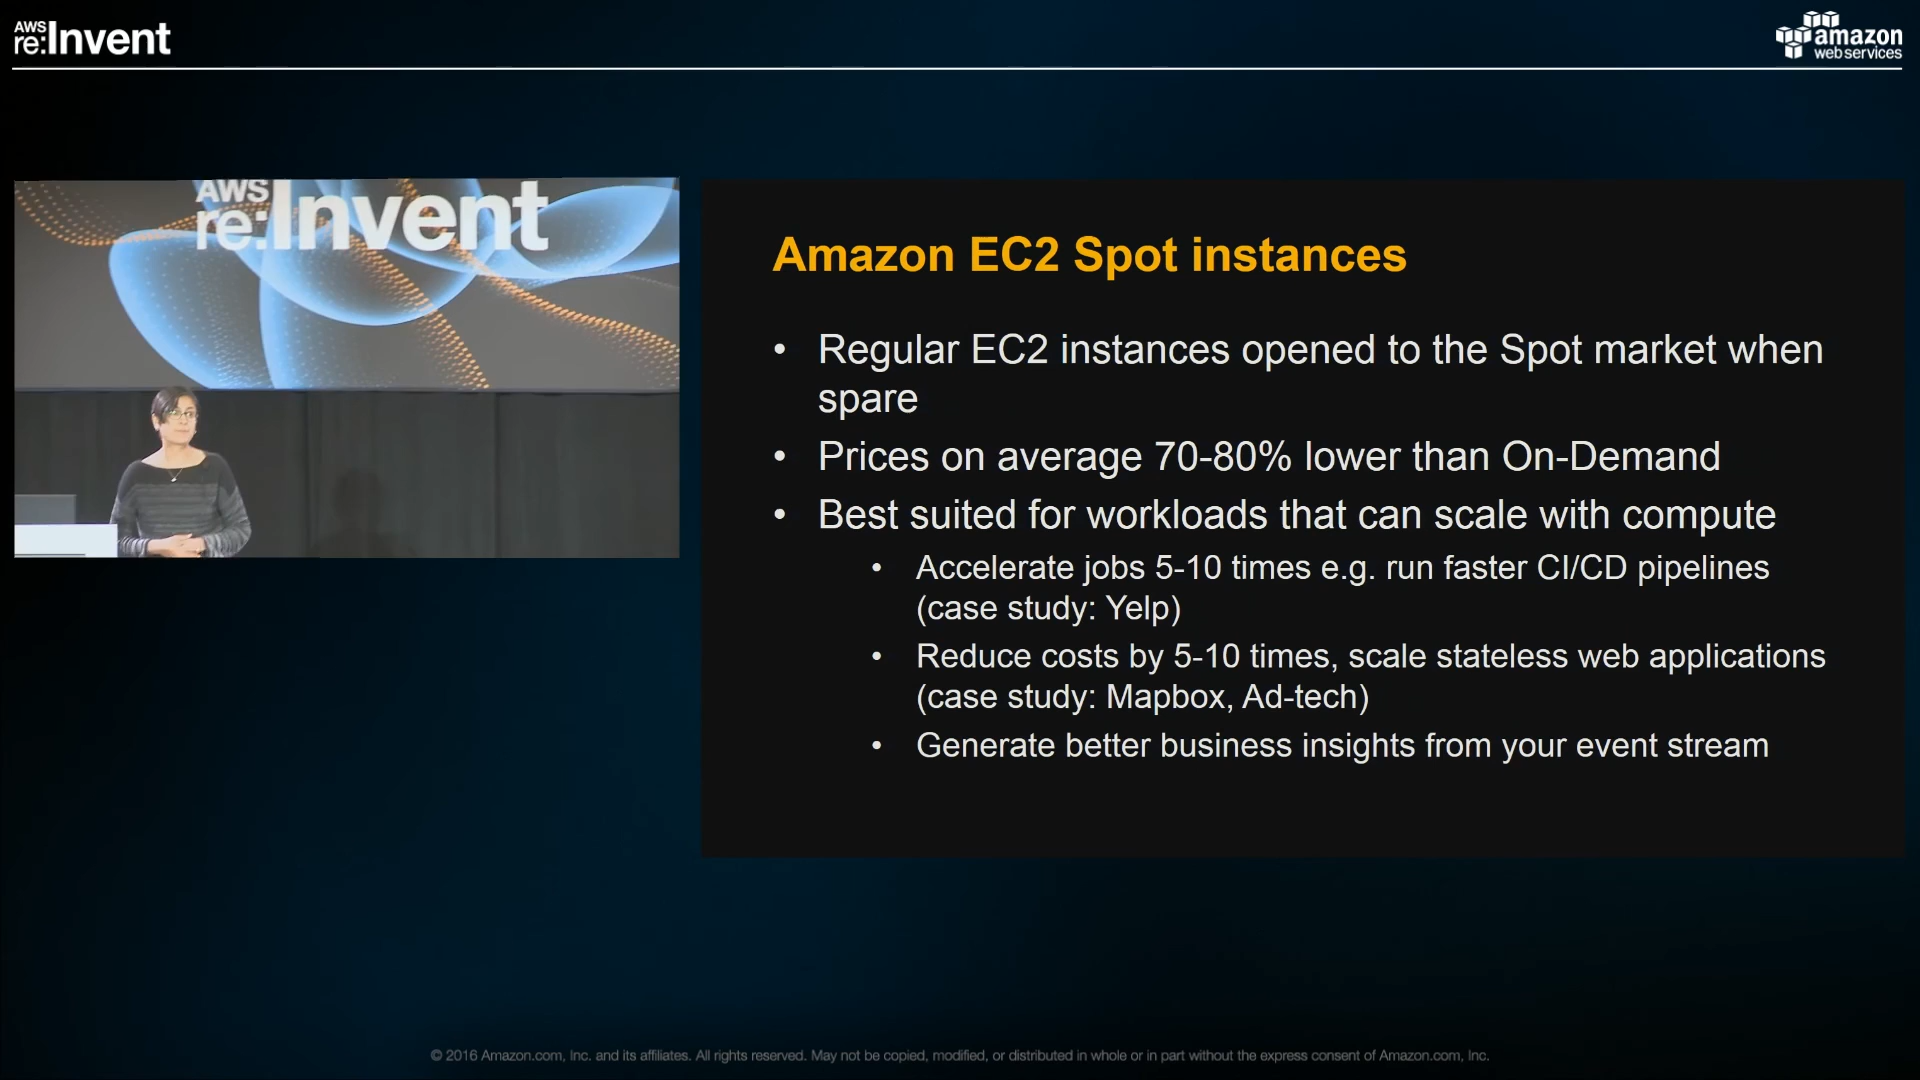 AWS
re:Invent
amazon
web services
AWS
re:Invent
Amazon EC2 Spot instances
• Regular EC2 instances opened to the Spot market when
spare
• Prices on average 70-80% lower than On-Demand
• Best suited for workloads that can scale with compute
• Accelerate jobs 5-10 times e.g. run faster CI/CD pipelines
(case study: Yelp)
• Reduce costs by 5-10 times, scale stateless web applications
(case study: Mapbox, Ad-tech)
• Generate better business insights from your event stream
© 2016 Amazon.com, Inc. and its affiliates. All rights reserved. May not be copied, modified, or distributed in whole or in part without the express consent of Amazon.com, Inc.